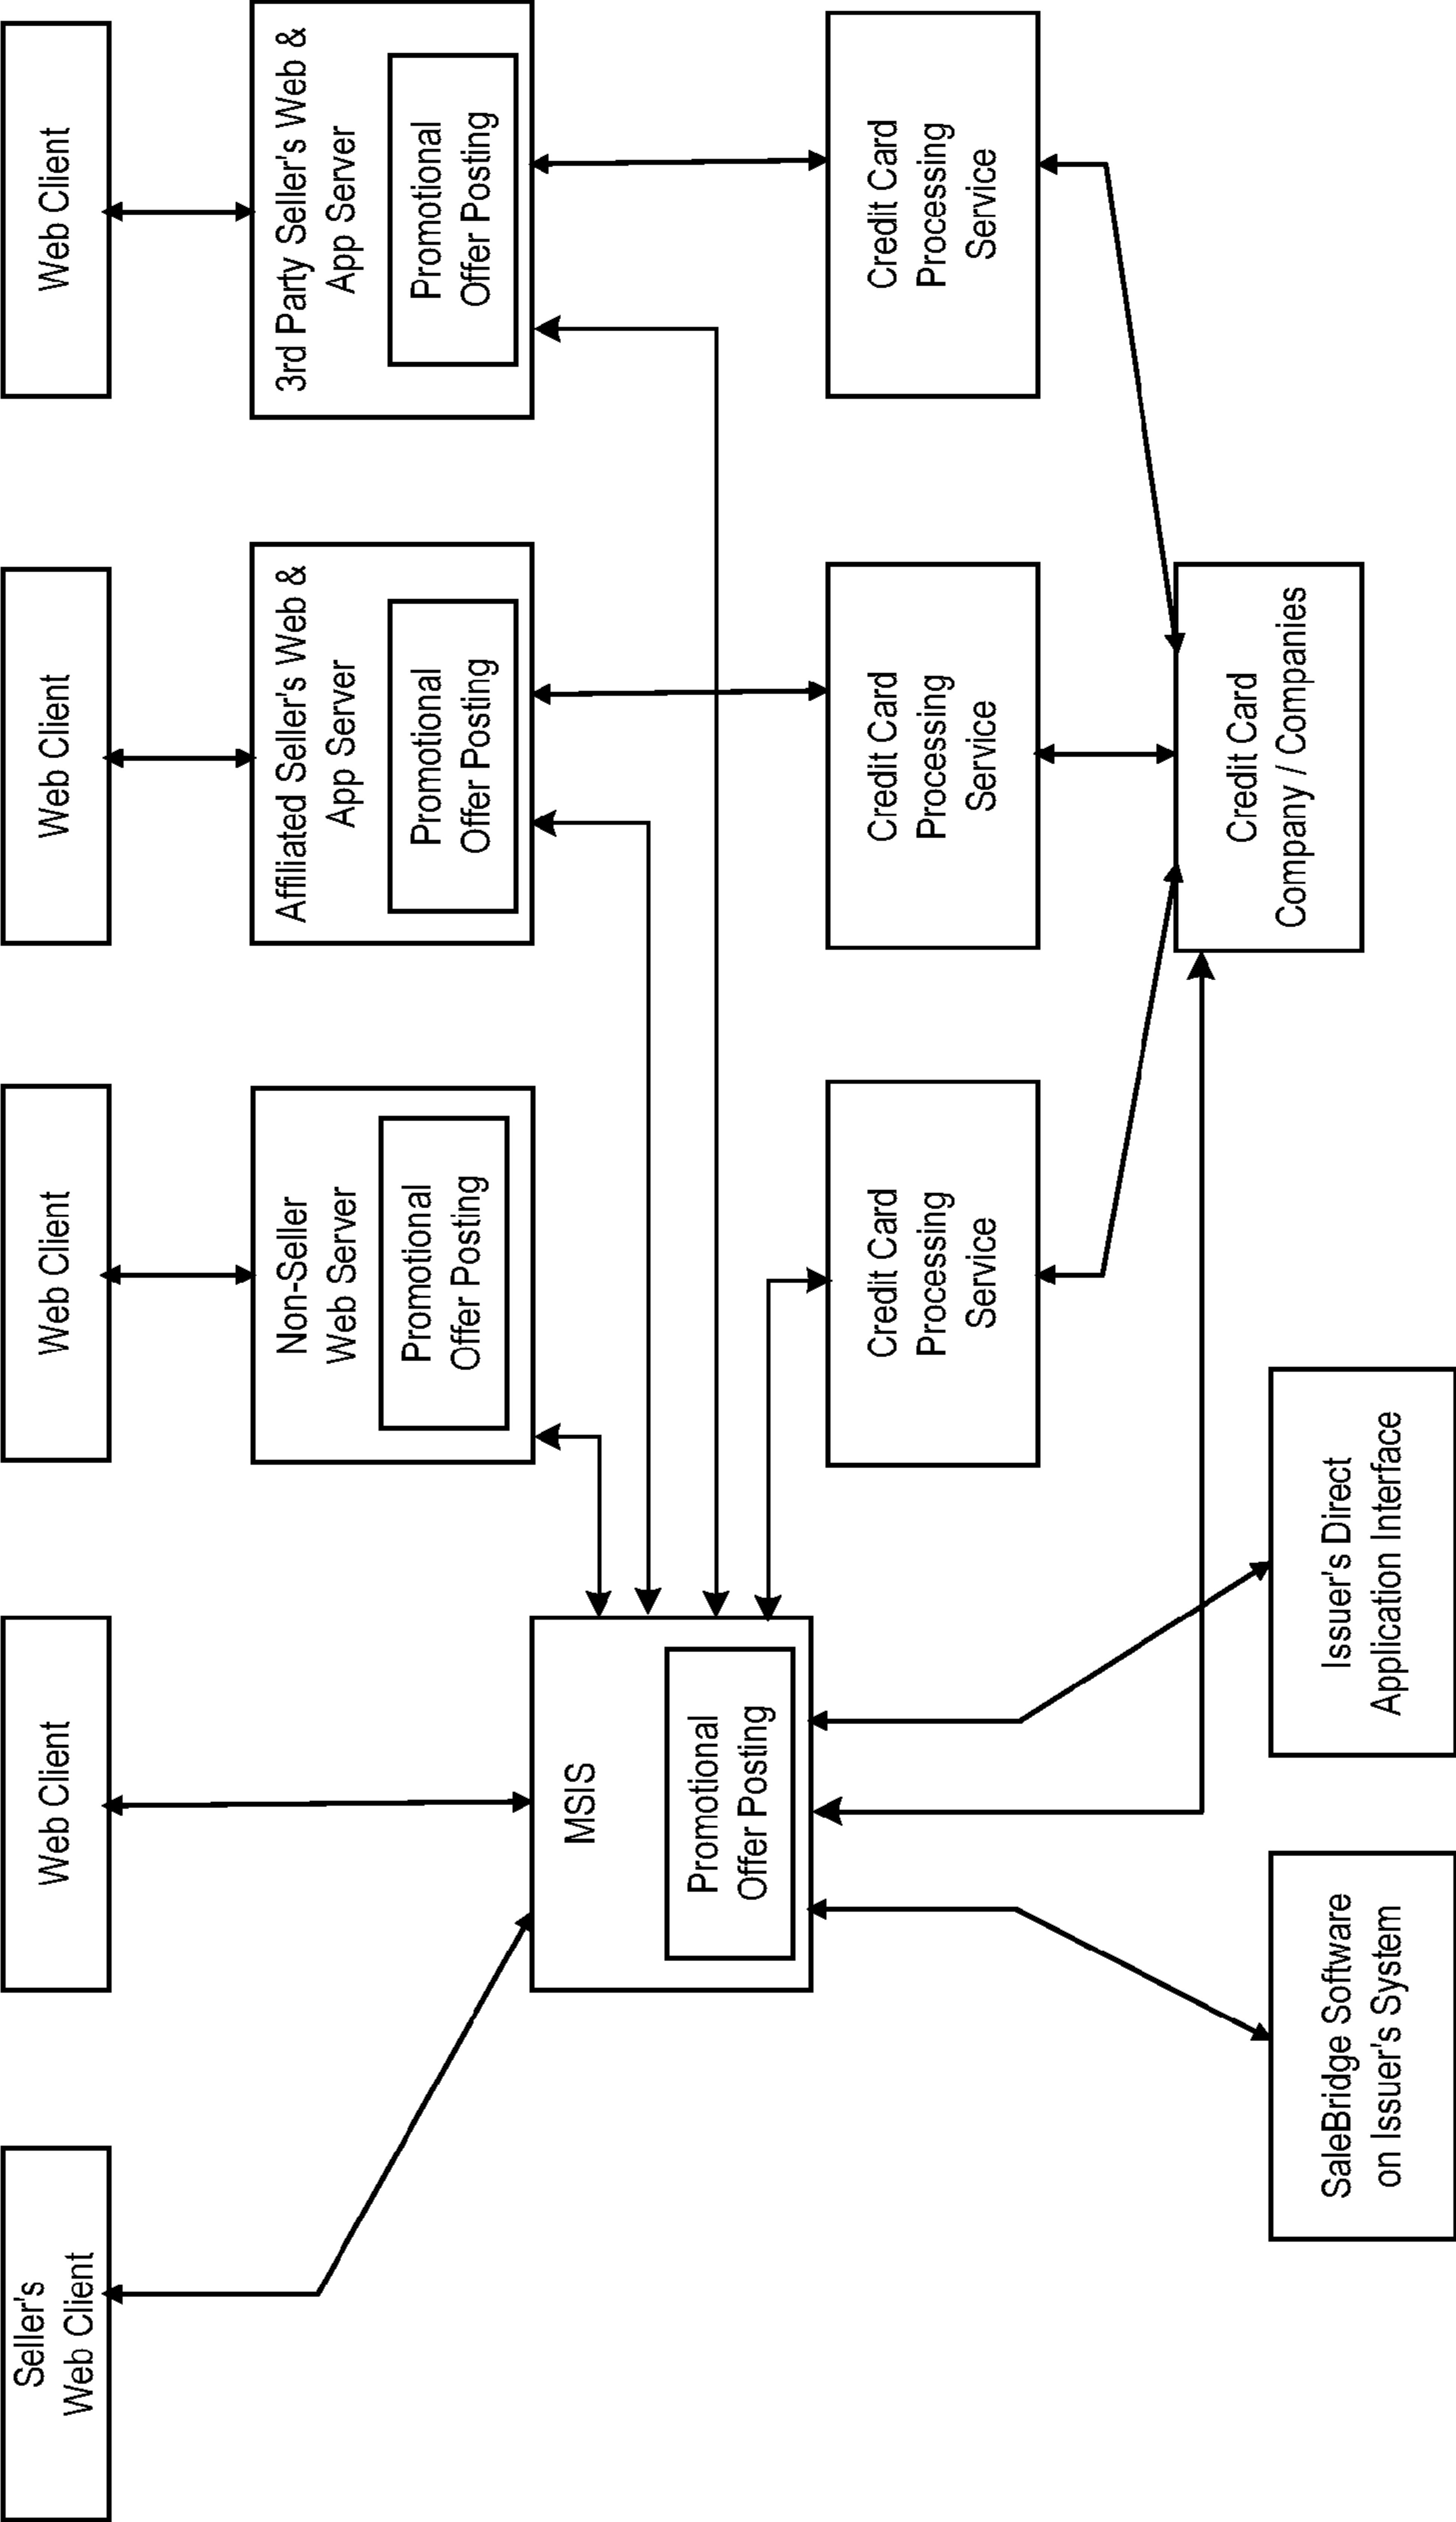 Seller's
Web Client
Web Client
Web Client
Web Client
Web Client
Non-Seller
Web Server
Promotional
Offer Posting
Affiliated Seller's Web &
App Server
Promotional
Offer Posting
3rd Party Seller's Web &
App Server
Promotional
Offer Posting
MSIS
Promotional
Offer Posting
Credit Card
Processing
Service
Credit Card
Processing
Service
Credit Card
Processing
Service
Credit Card
Company / Companies
SaleBridge Software
on Issuer's System
Issuer's Direct
Application Interface